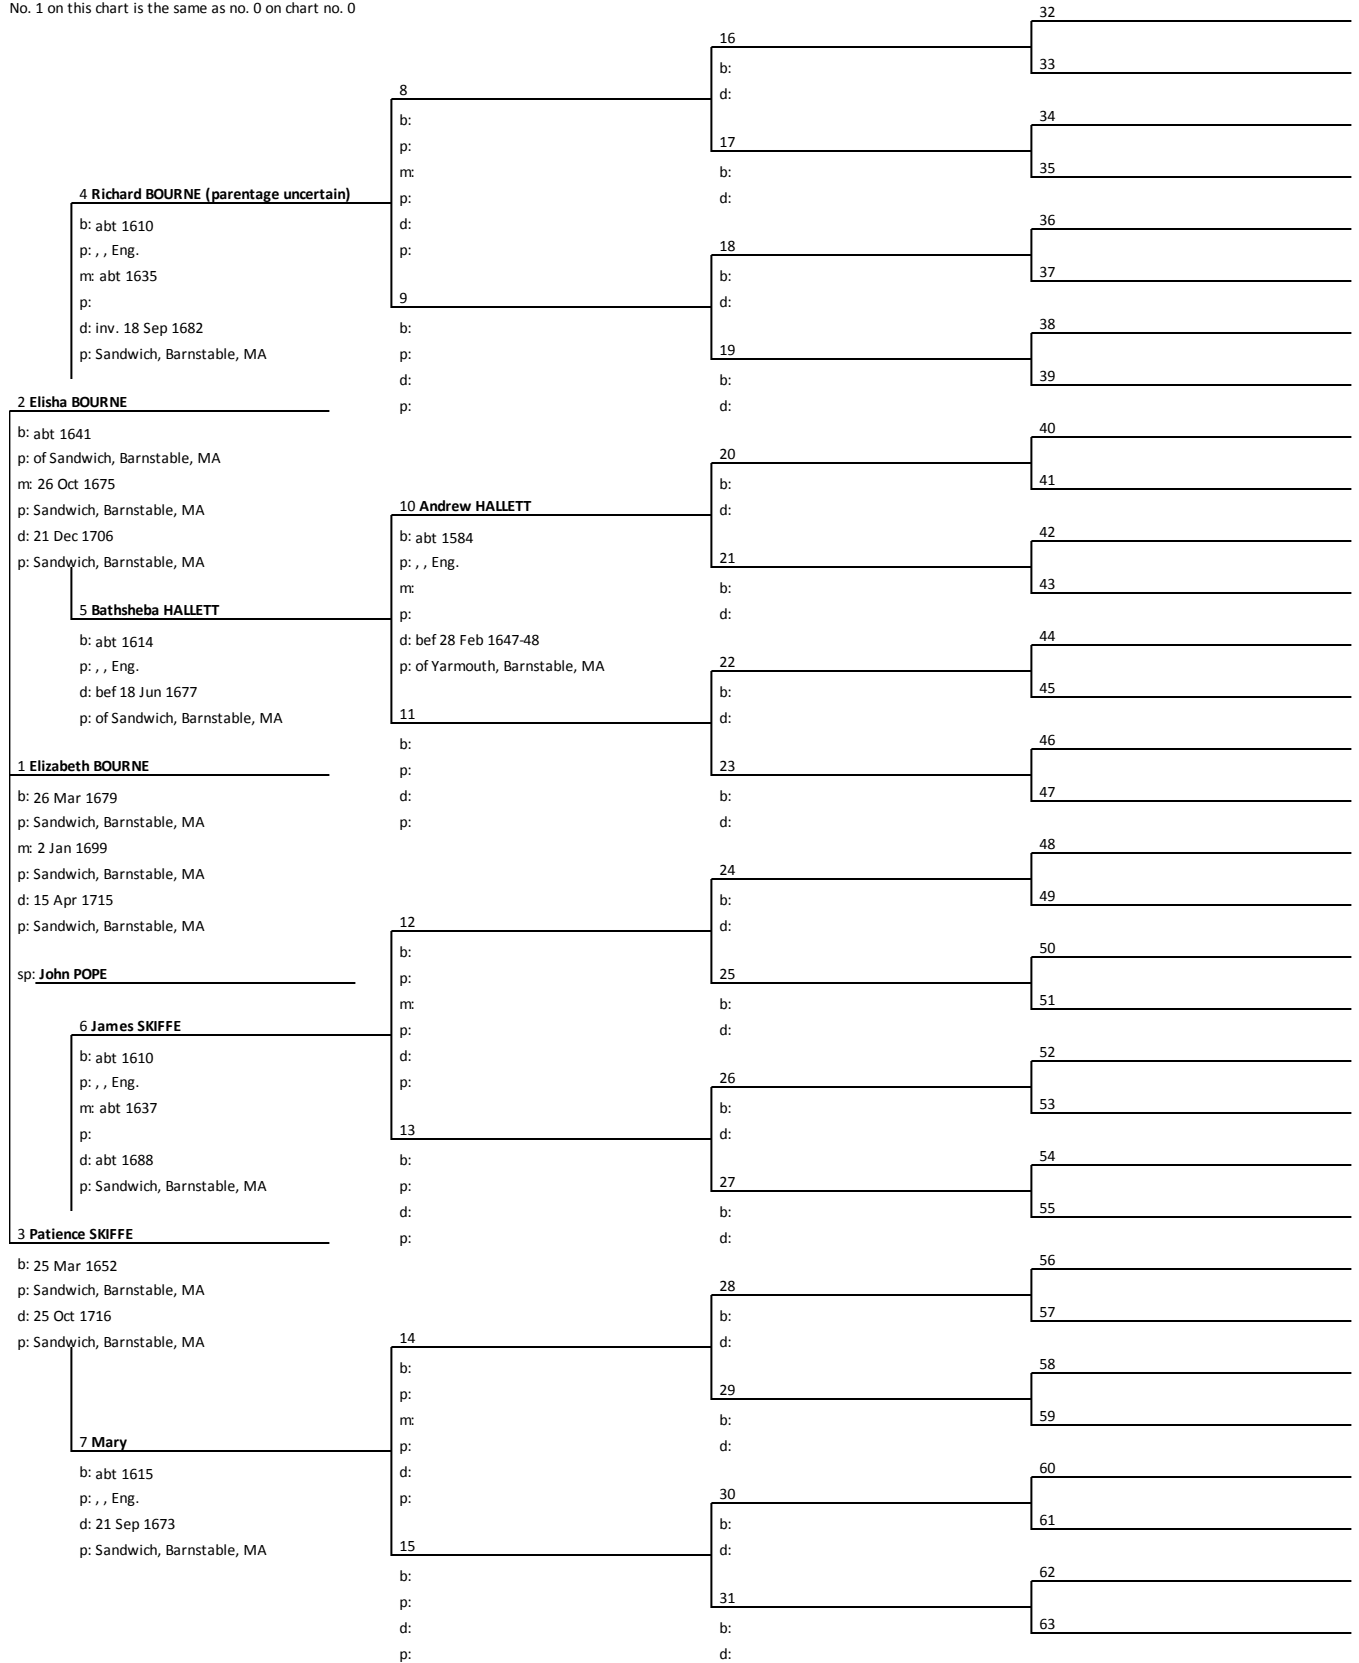 No. 1 on this chart is the same as no. 0 on chart no. 0
4 Richard BOURNE (parentage uncertain)
b: abt 1610
p: , , Eng.
m: abt 1635
p:
d: inv. 18 Sep 1682
p: Sandwich, Barnstable, MA
2 Elisha BOURNE
b: abt 1641
p: of Sandwich, Barnstable, MA
m: 26 Oct 1675
p: Sandwich, Barnstable, MA
d: 21 Dec 1706
p: Sandwich, Barnstable, MA
5 Bathsheba HALLETT
b: abt 1614
p: , , Eng.
d: bef 18 Jun 1677
p: of Sandwich, Barnstable, MA
1 Elizabeth BOURNE
b: 26 Mar 1679
p: Sandwich, Barnstable, MA
m: 2 Jan 1699
p: Sandwich, Barnstable, MA
d: 15 Apr 1715
p: Sandwich, Barnstable, MA
sp: John POPE
6 James SKIFFE
b: abt 1610
p: , , Eng.
m: abt 1637
p:
d: abt 1688
p: Sandwich, Barnstable, MA
3 Patience SKIFFE
b: 25 Mar 1652
p: Sandwich, Barnstable, MA
d: 25 Oct 1716
p: Sandwich, Barnstable, MA
7 Mary
b: abt 1615
p: , , Eng.
d: 21 Sep 1673
p: Sandwich, Barnstable, MA
8
b:
p:
m:
p:
d:
p:
9
b:
p:
d:
p:
10 Andrew HALLETT
b: abt 1584
p: , , Eng.
m:
p:
d: bef 28 Feb 1647-48
p: of Yarmouth, Barnstable, MA
11
b:
p:
d:
p:
12
b:
p:
m:
p:
d:
p:
13
b:
p:
d:
p:
14
b:
p:
m:
p:
d:
p:
15
b:
p:
d:
p:
16
b:
d:
17
b:
d:
18
b:
d:
19
b:
d:
20
b:
d:
21
b:
d:
22
b:
d:
23
b:
d:
24
b:
d:
25
b:
d:
26
b:
d:
27
b:
d:
28
b:
d:
29
b:
d:
30
b:
d:
31
b:
d:
32
33
34
35
36
37
38
39
40
41
42
43
44
45
46
47
48
49
50
51
52
53
54
55
56
57
58
59
60
61
62
63